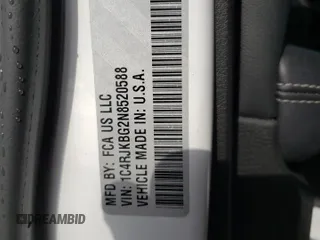 MFD BY: FCA US LLC
VIN: 1C4RJKBG2N8520588
VEHICLE MADE IN: U.S.A.
DREAMBID